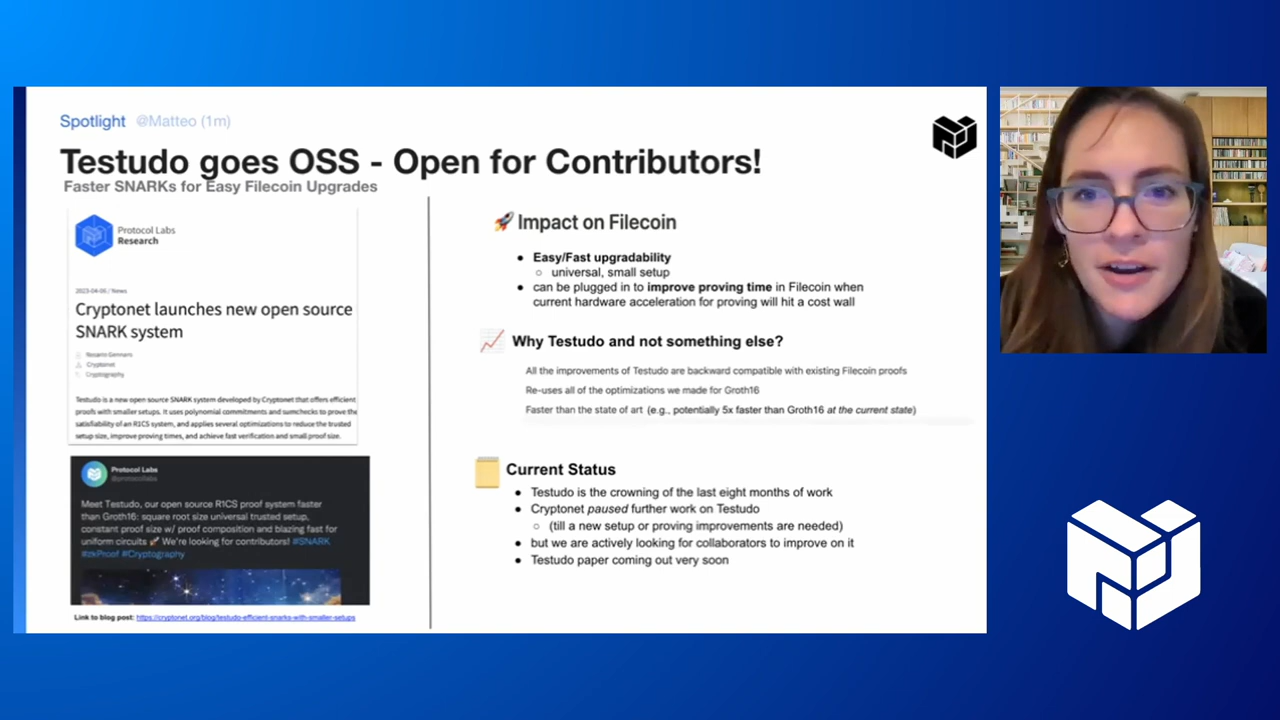 Spotlight @Matteo (1m)
Testudo goes OSS - Open for Contributors!
Faster SNARKs for Easy Filecoin Upgrades
Protocol Labs
Research
2023-04-06 / News
Cryptonet launches new open source
SNARK system
Rosario Gennaro
Cryptonet
Cryptography
Testudo is a new open source SNARK system developed by Cryptonet that offers efficient
proofs with smaller setups. It uses polynomial commitments and sumchecks to prove the
satisfiability of an R1CS system, and applies several optimizations to reduce the trusted
setup size, improve proving times, and achieve fast verification and small proof size.
Protocol Labs
@protocollabs
Meet Testudo, our open source R1CS proof system faster
than Groth16: square root size universal trusted setup,
constant proof size w/ proof composition and blazing fast for
uniform circuits 🚀 We're looking for contributors! #SNARK
#zkProof #Cryptography
Link to blog post: https://cryptonet.org/blog/testudo-efficient-snarks-with-smaller-setups
🚀 Impact on Filecoin
● Easy/Fast upgradability
○ universal, small setup
● can be plugged in to improve proving time in Filecoin when
current hardware acceleration for proving will hit a cost wall
📈 Why Testudo and not something else?
All the improvements of Testudo are backward compatible with existing Filecoin proofs
Re-uses all of the optimizations we made for Groth16
Faster than the state of art (e.g., potentially 5x faster than Groth16 at the current state)
Current Status
● Testudo is the crowning of the last eight months of work
● Cryptonet paused further work on Testudo
○ (till a new setup or proving improvements are needed)
● but we are actively looking for collaborators to improve on it
● Testudo paper coming out very soon